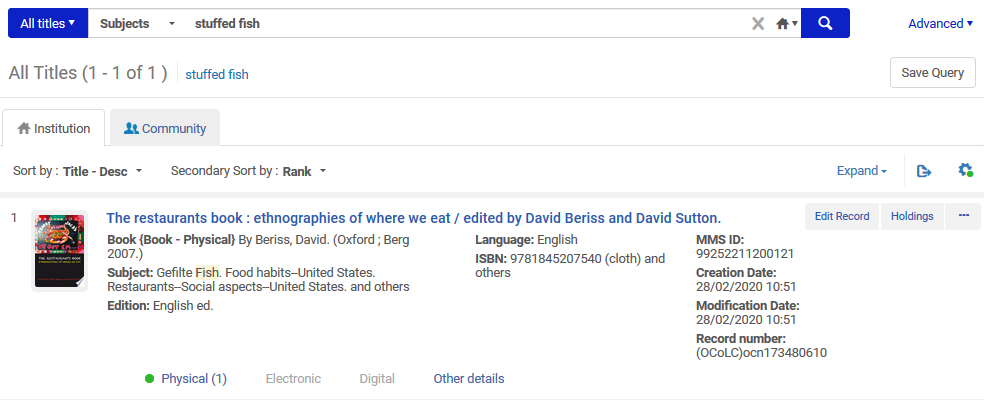 All titles Subjects stuffed fish Advanced
All Titles (1 - 1 of 1 ) stuffed fish Save Query
Institution Community
Sort by : Title - Desc Secondary Sort by : Rank Expand
1 The restaurants book : ethnographies of where we eat / edited by David Beriss and David Sutton. Edit Record Holdings ---
Book {Book - Physical} By Beriss, David. (Oxford ; Berg
2007.)
Subject: Gefilte Fish. Food habits--United States.
Restaurants--Social aspects--United States. and others
Edition: English ed.
Language: English
ISBN: 9781845207540 (cloth) and
others
MMS ID:
99252211200121
Creation Date:
28/02/2020 10:51
Modification Date:
28/02/2020 10:51
Record number:
(OCoLC)ocn173480610
THE RESTAURANTS BOOK
Physical (1) Electronic Digital Other details